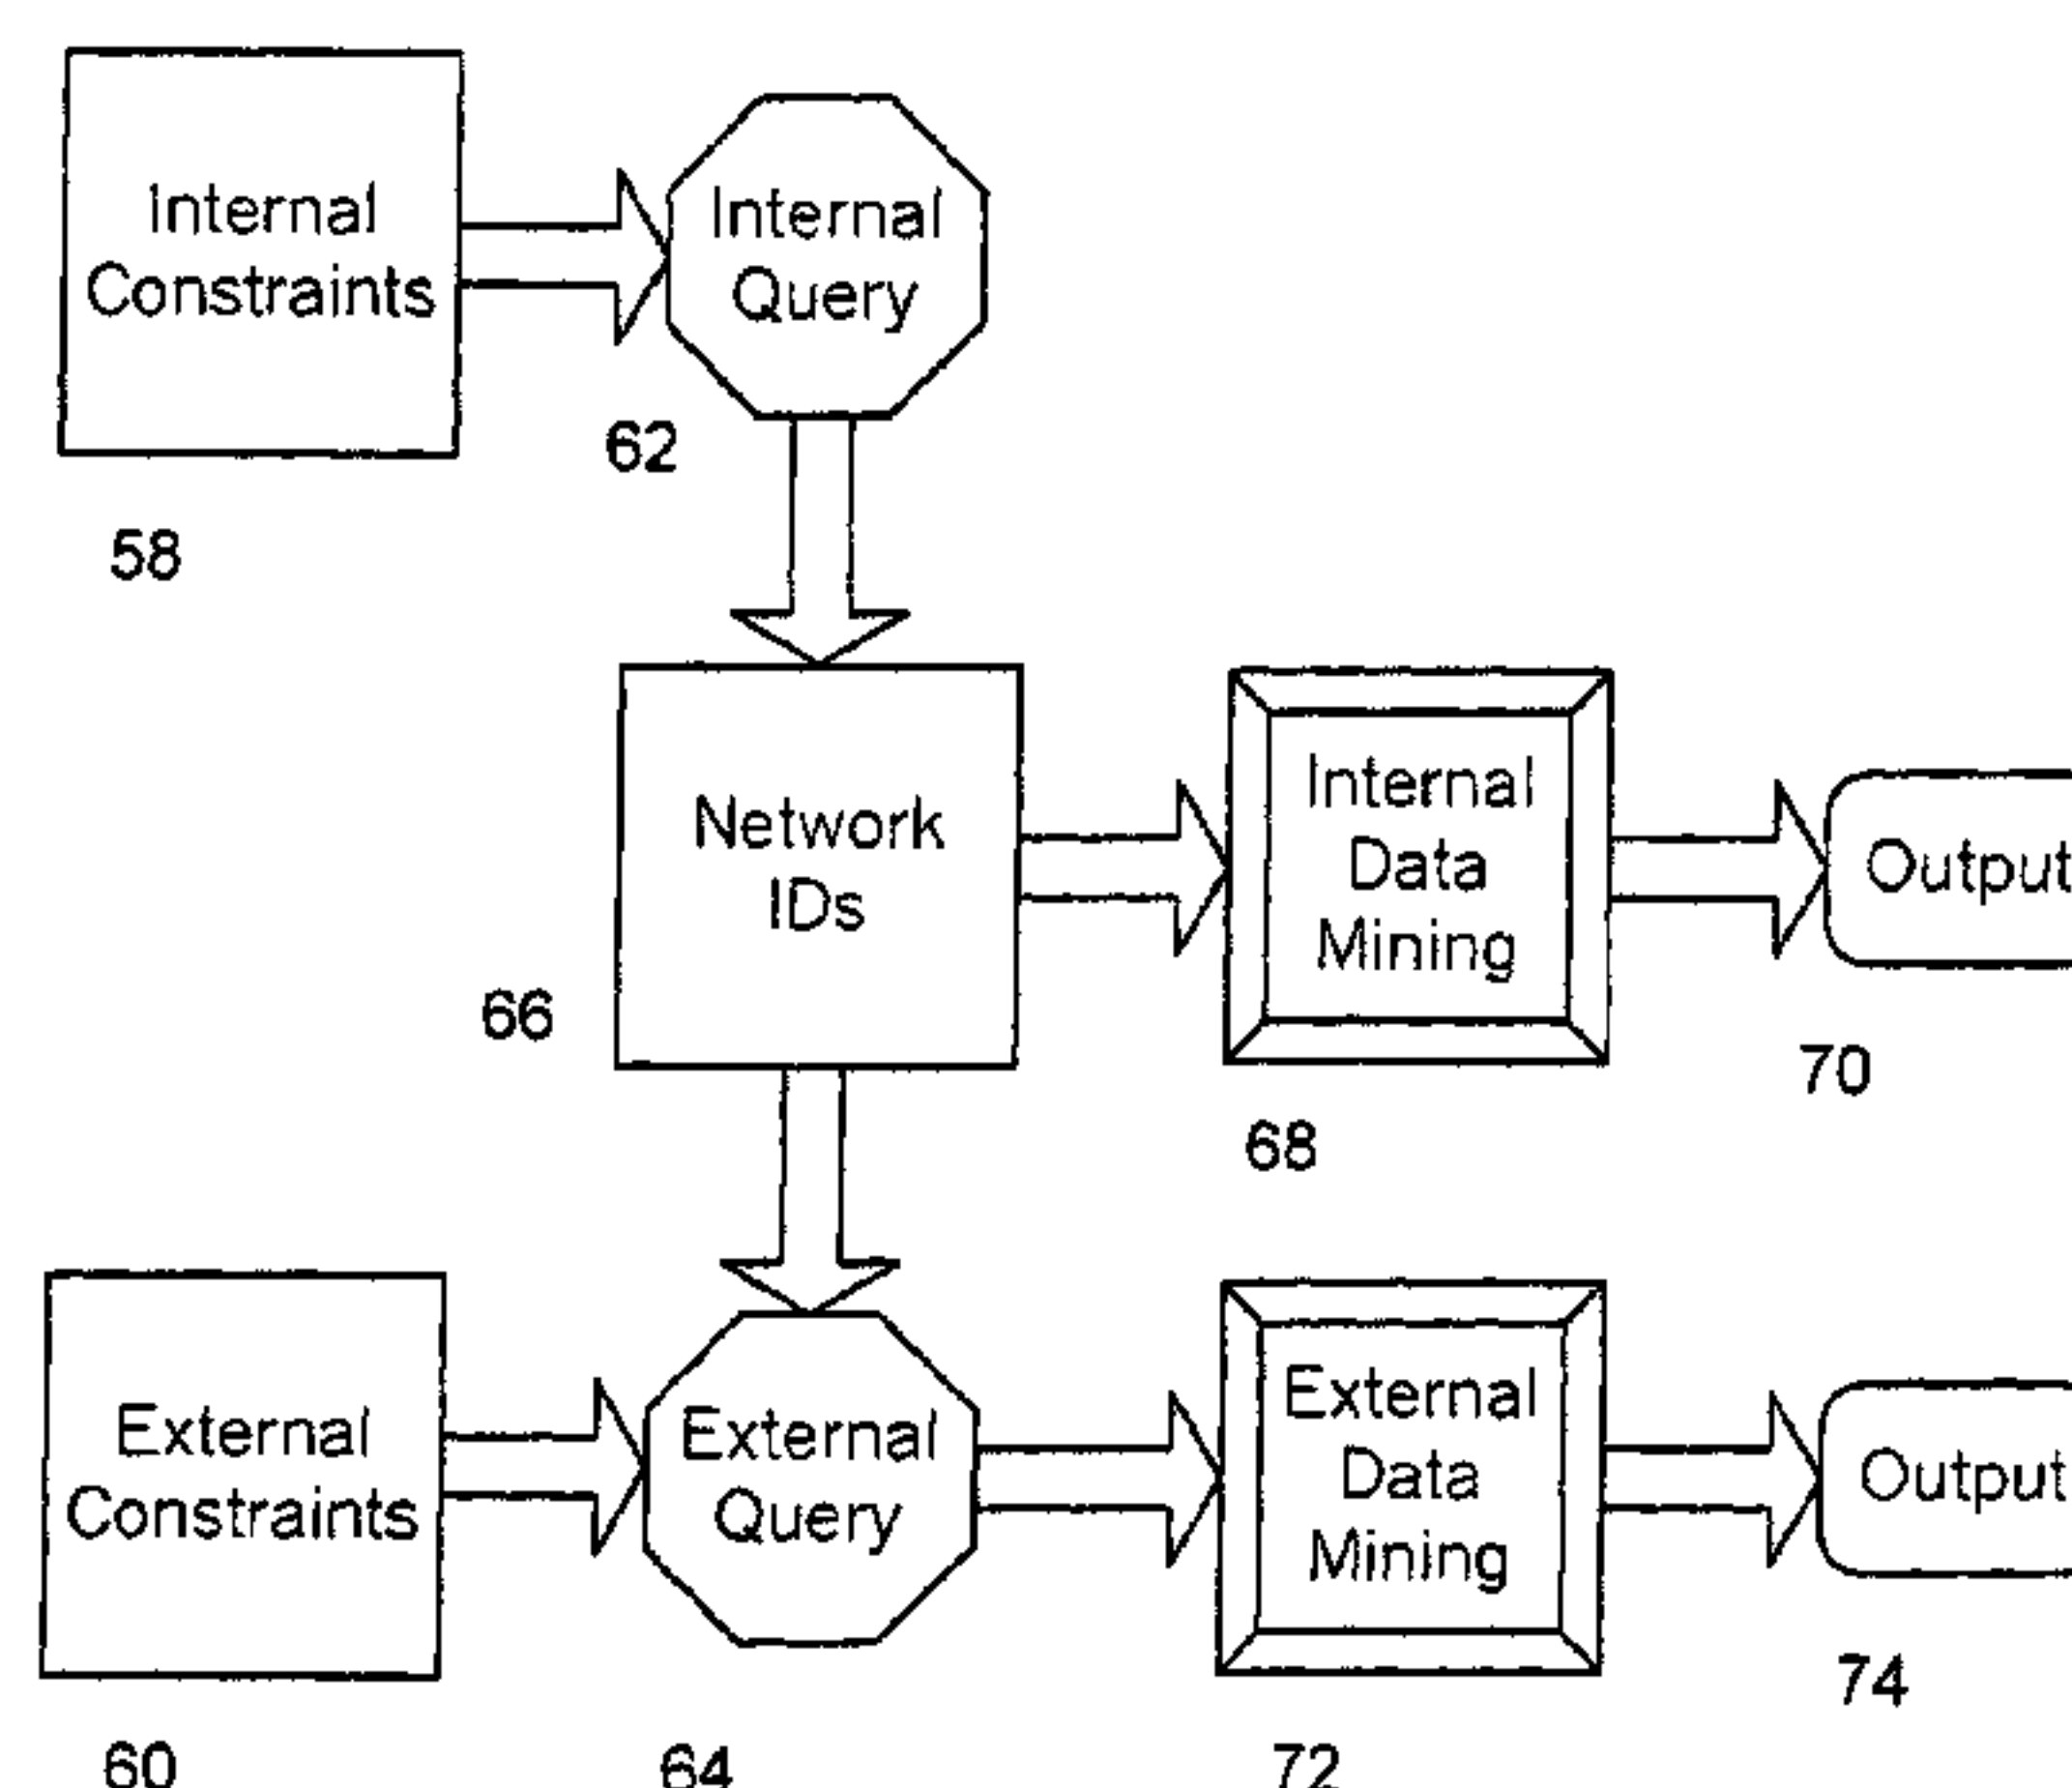 Internal
Constraints
58
Internal
Query
62
Network
IDs
66
Internal
Data
Mining
68
Output
70
External
Constraints
60
External
Query
64
External
Data
Mining
72
Output
74